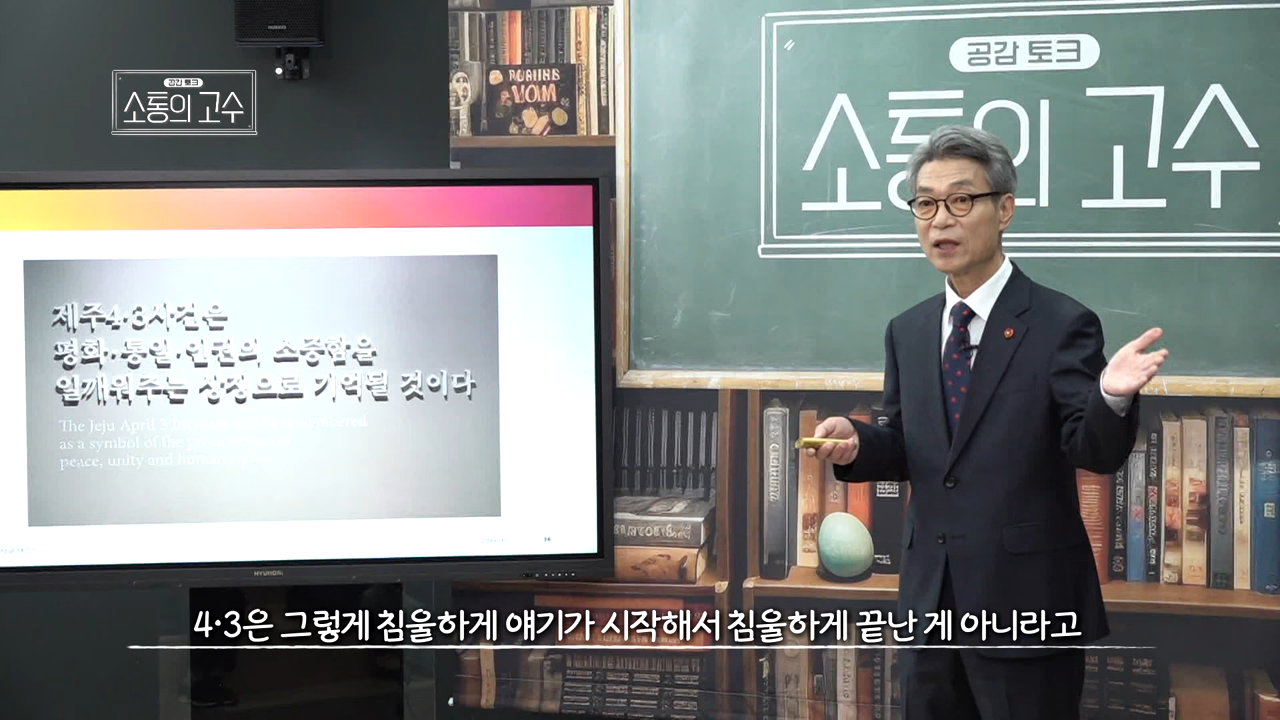 공감 토크
소통의 고수
공감 토크
소통의 고수
제주4·3사건은
평화·통일·인권의 소중함을
일깨워주는 상징으로 기억될 것이다
The Jeju April 3
as a symbol of the
peace, unity and human
HYUNDAI
4·3은 그렇게 침울하게 얘기가 시작해서 침울하게 끝난 게 아니라고